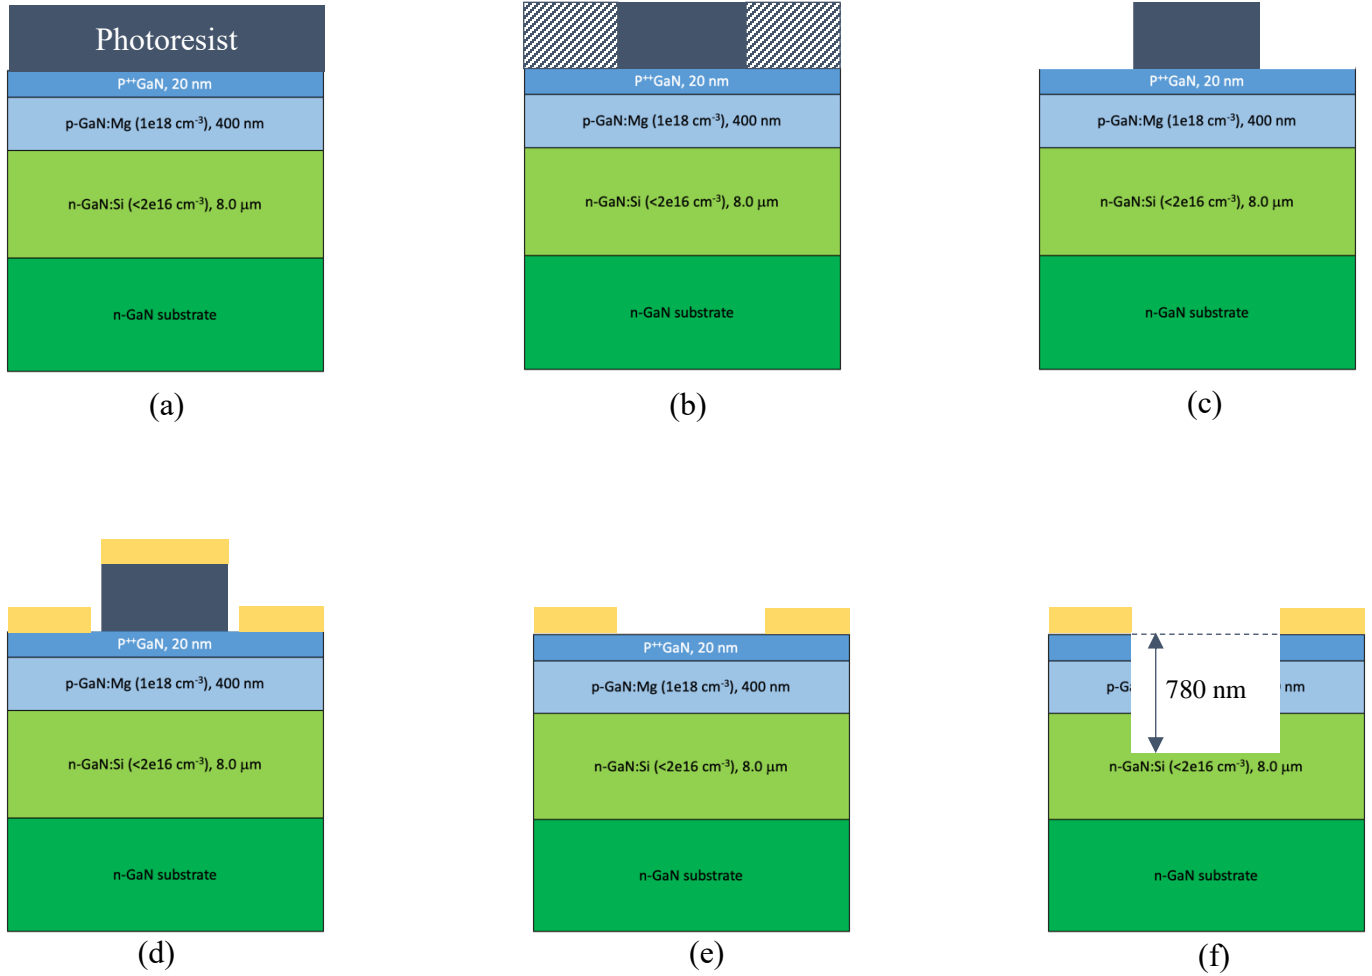 Photoresist
P⁺⁺GaN, 20 nm
p-GaN:Mg (1e18 cm⁻³), 400 nm
n-GaN:Si (<2e16 cm⁻³), 8.0 μm
n-GaN substrate
(a)
P⁺⁺GaN, 20 nm
p-GaN:Mg (1e18 cm⁻³), 400 nm
n-GaN:Si (<2e16 cm⁻³), 8.0 μm
n-GaN substrate
(b)
P⁺⁺GaN, 20 nm
p-GaN:Mg (1e18 cm⁻³), 400 nm
n-GaN:Si (<2e16 cm⁻³), 8.0 μm
n-GaN substrate
(c)
P⁺⁺GaN, 20 nm
p-GaN:Mg (1e18 cm⁻³), 400 nm
n-GaN:Si (<2e16 cm⁻³), 8.0 μm
n-GaN substrate
(d)
P⁺⁺GaN, 20 nm
p-GaN:Mg (1e18 cm⁻³), 400 nm
n-GaN:Si (<2e16 cm⁻³), 8.0 μm
n-GaN substrate
(e)
780 nm
p-Ga nm
n-GaN:Si (<2e16 cm⁻³), 8.0 μm
n-GaN substrate
(f)